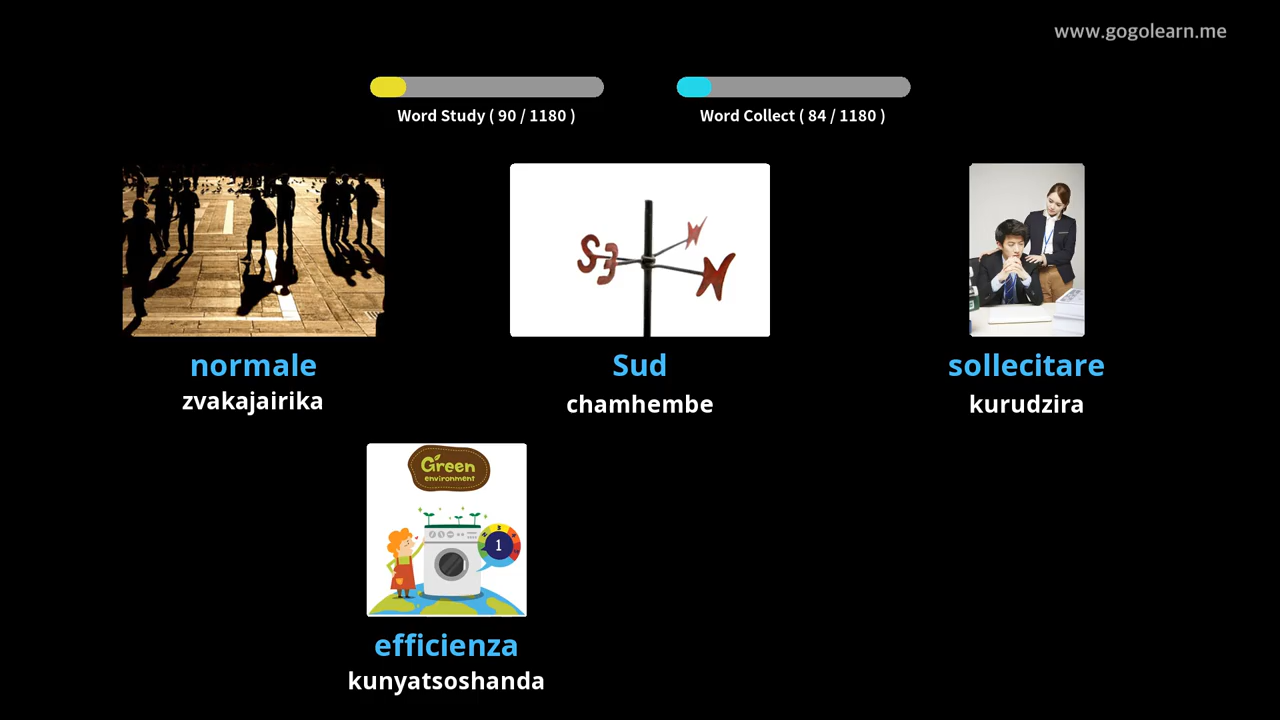 www.gogolearn.me
Word Study ( 90 / 1180 )
Word Collect ( 84 / 1180 )
S E N W
normale
zvakajairika
Sud
chamhembe
sollecitare
kurudzira
Green
environment
1
efficienza
kunyatsoshanda